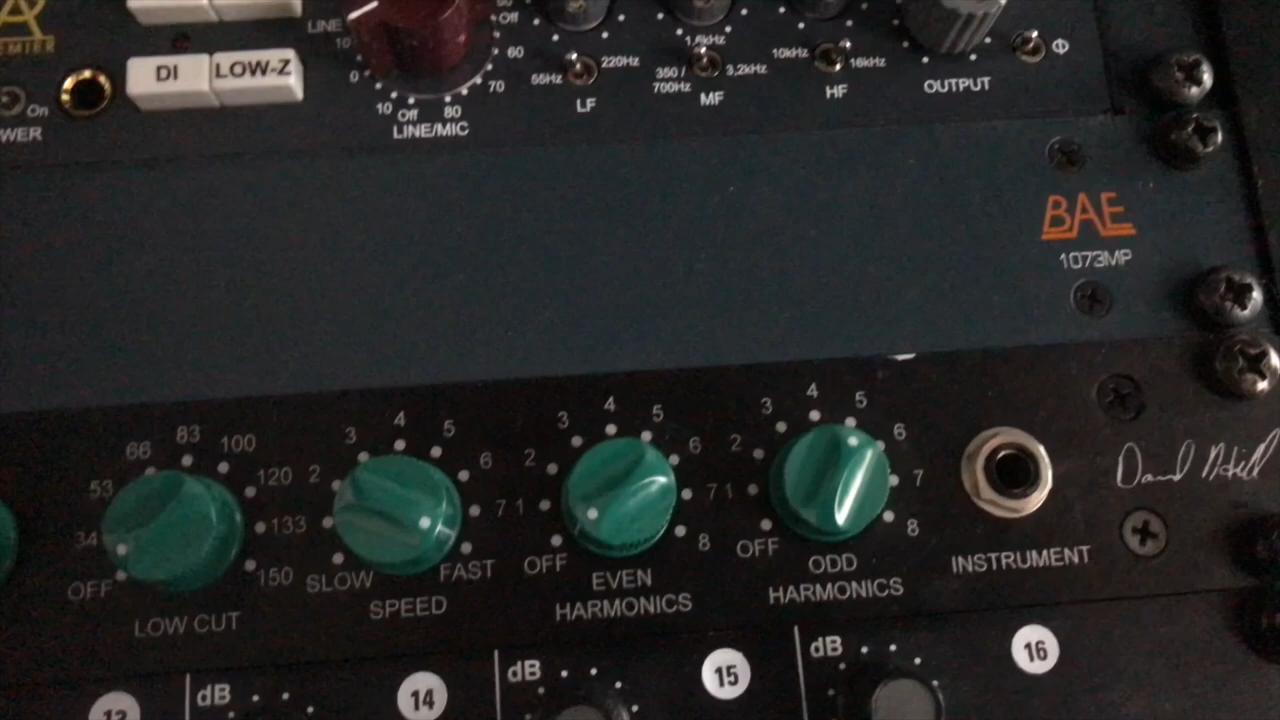 EMIER
DI
LOW-Z
On
WER
LINE
10
0
10
Off
80
70
60
Off
LINE/MIC
55Hz
220Hz
LF
1,6kHz
350 /
700Hz
3,2kHz
MF
10kHz
16kHz
HF
OUTPUT
Φ
BAE
1073MP
OFF
34
53
66
83
100
120
133
150
LOW CUT
SLOW
2
3
4
5
6
7
FAST
SPEED
OFF
1
2
3
4
5
6
7
8
EVEN
HARMONICS
OFF
1
2
3
4
5
6
7
8
ODD
HARMONICS
INSTRUMENT
13
dB
14
dB
15
dB
16